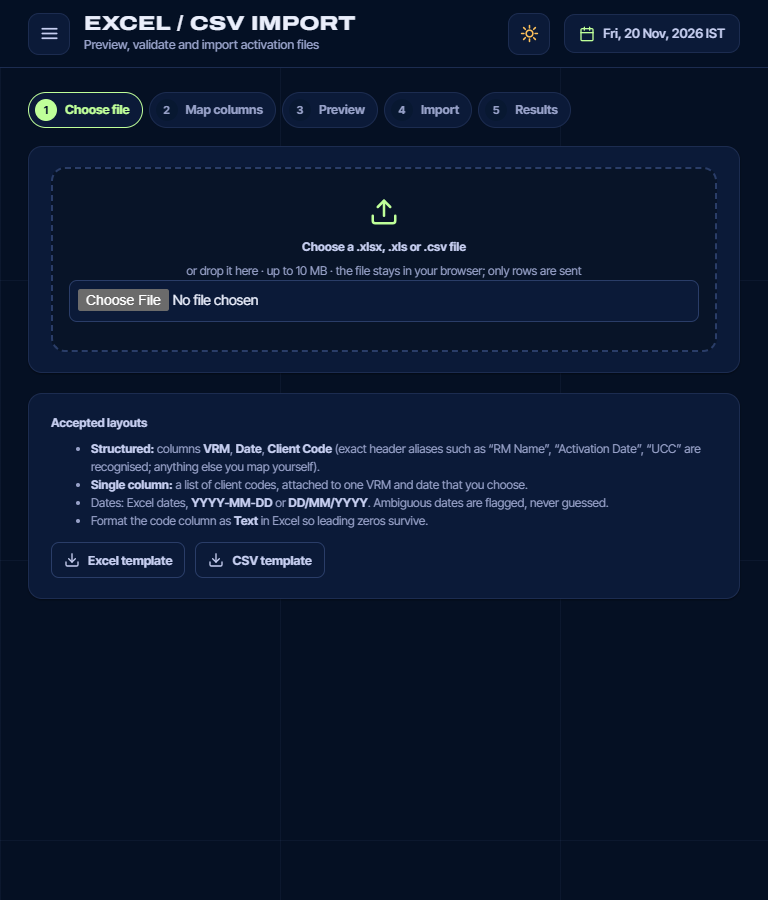 EXCEL / CSV IMPORT
Preview, validate and import activation files
Fri, 20 Nov, 2026 IST
1 Choose file
2 Map columns
3 Preview
4 Import
5 Results
Choose a .xlsx, .xls or .csv file
or drop it here · up to 10 MB · the file stays in your browser; only rows are sent
Choose File No file chosen
Accepted layouts
• Structured: columns VRM, Date, Client Code (exact header aliases such as “RM Name”, “Activation Date”, “UCC” are
recognised; anything else you map yourself).
• Single column: a list of client codes, attached to one VRM and date that you choose.
• Dates: Excel dates, YYYY-MM-DD or DD/MM/YYYY. Ambiguous dates are flagged, never guessed.
• Format the code column as Text in Excel so leading zeros survive.
Excel template
CSV template